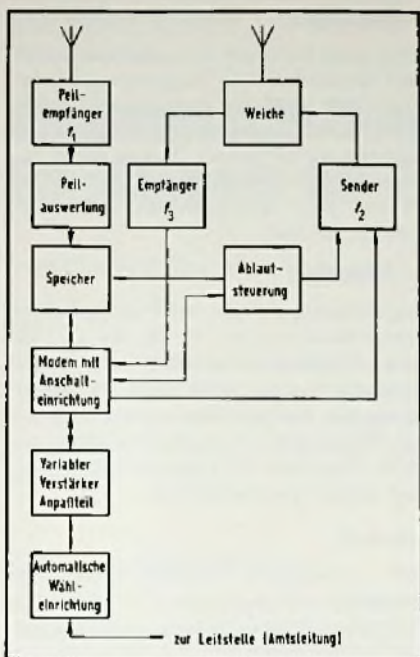 Peil-
empfänger
f1
Weiche
Peil-
auswertung
Empfänger
f3
Sender
f2
Speicher
Ablauf-
steuerung
Modem mit
Anschalt-
einrichtung
Variabler
Verstärker
Anpaßteil
Automatische
Wähl-
einrichtung
zur Leitstelle (Amtsleitung)